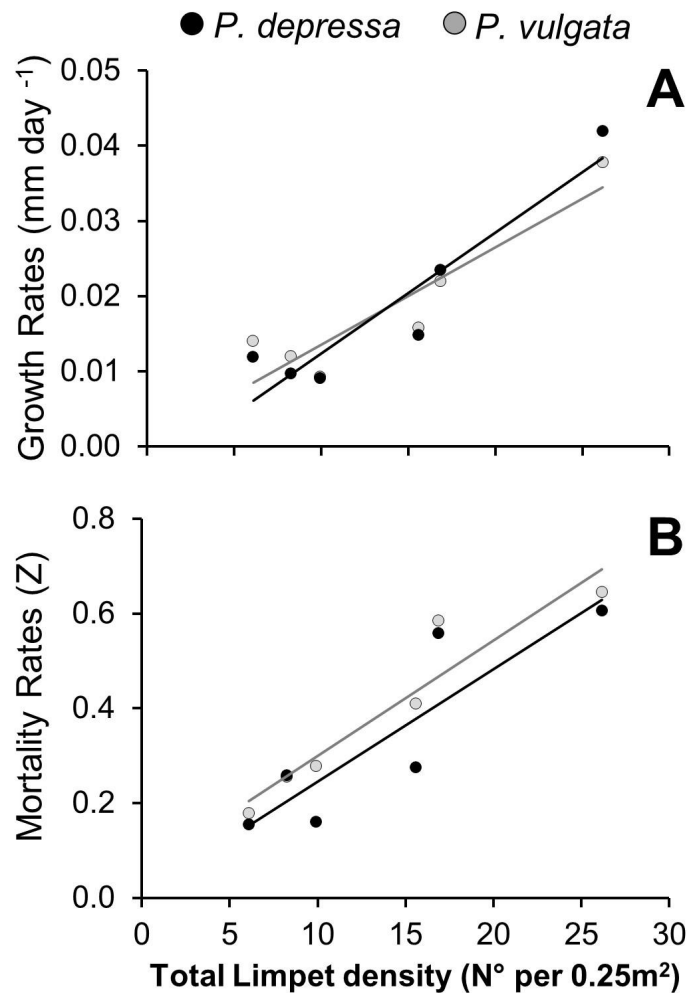 P. depressa P. vulgata
A
Growth Rates (mm day -1)
0.05
0.04
0.03
0.02
0.01
0.00
B
Mortality Rates (Z)
0.8
0.6
0.4
0.2
0.0
0 5 10 15 20 25 30
Total Limpet density (N° per 0.25m²)